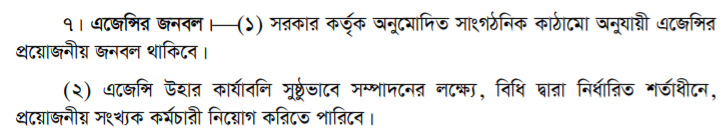 ৭। এজেন্সির জনবল।—(১) সরকার কর্তৃক অনুমোদিত সাংগঠনিক কাঠামো অনুযায়ী এজেন্সির
প্রয়োজনীয় জনবল থাকিবে।
(২) এজেন্সি উহার কার্যাবলি সুষ্ঠুভাবে সম্পাদনের লক্ষ্যে, বিধি দ্বারা নির্ধারিত শর্তাধীনে,
প্রয়োজনীয় সংখ্যক কর্মচারী নিয়োগ করিতে পারিবে।